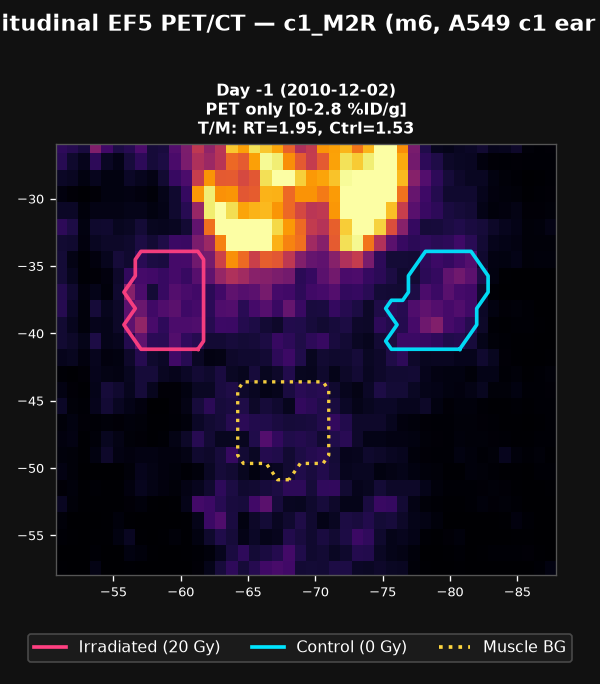 itudinal EF5 PET/CT — c1_M2R (m6, A549 c1 ear
Day -1 (2010-12-02)
PET only [0-2.8 %ID/g]
T/M: RT=1.95, Ctrl=1.53
−30
−35
−40
−45
−50
−55
−55 −60 −65 −70 −75 −80 −85
Irradiated (20 Gy) Control (0 Gy) Muscle BG